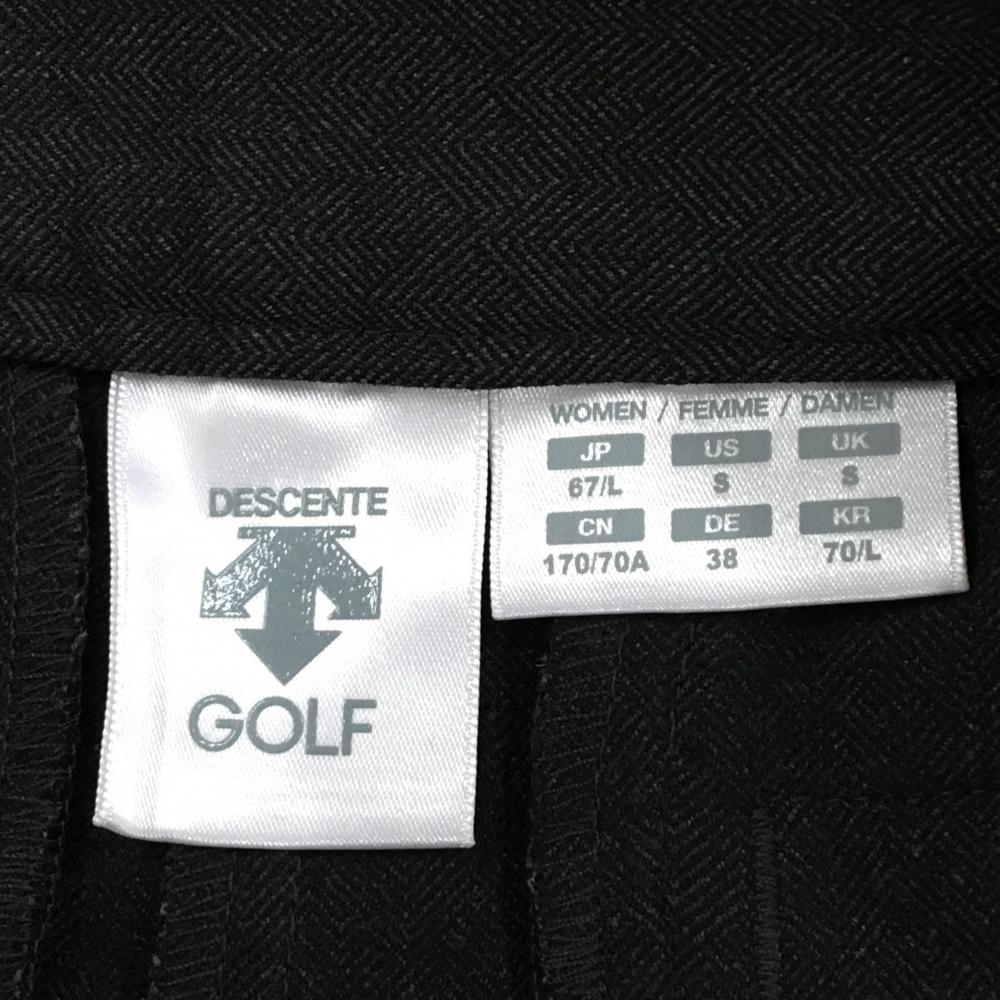 DESCENTE
GOLF
WOMEN / FEMME / DAMEN
JP US UK
67/L S S
CN DE KR
170/70A 38 70/L